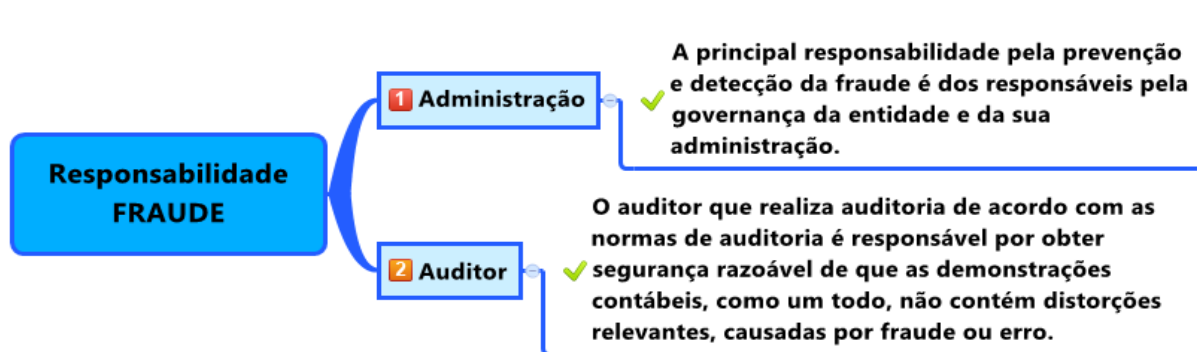 Responsabilidade
FRAUDE
1 Administração
A principal responsabilidade pela prevenção
e detecção da fraude é dos responsáveis pela
governança da entidade e da sua
administração.
2 Auditor
O auditor que realiza auditoria de acordo com as
normas de auditoria é responsável por obter
segurança razoável de que as demonstrações
contábeis, como um todo, não contém distorções
relevantes, causadas por fraude ou erro.